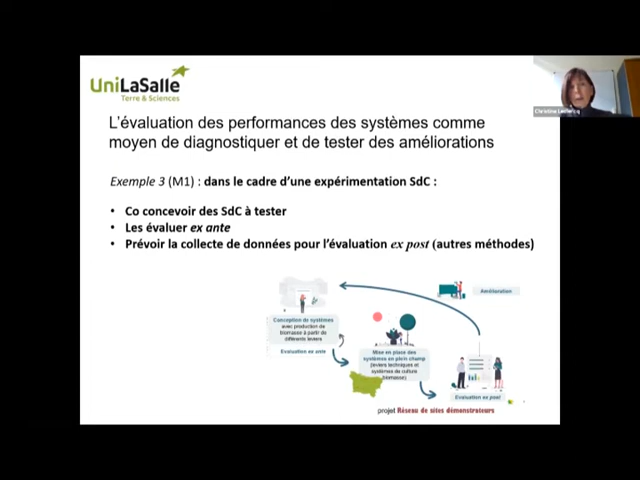 UniLaSalle
Terre & Sciences
Christine Leclercq
L'évaluation des performances des systèmes comme
moyen de diagnostiquer et de tester des améliorations
Exemple 3 (M1) : dans le cadre d'une expérimentation SdC :
• Co concevoir des SdC à tester
• Les évaluer ex ante
• Prévoir la collecte de données pour l'évaluation ex post (autres méthodes)
Amélioration
Conception de systèmes
avec production de
biomasse à partir de
différents leviers
Evaluation ex ante
Mise en place des
systèmes en plein champ
(leviers techniques et
systèmes de culture
biomasse)
Evaluation ex post
projet Réseau de sites démonstrateurs